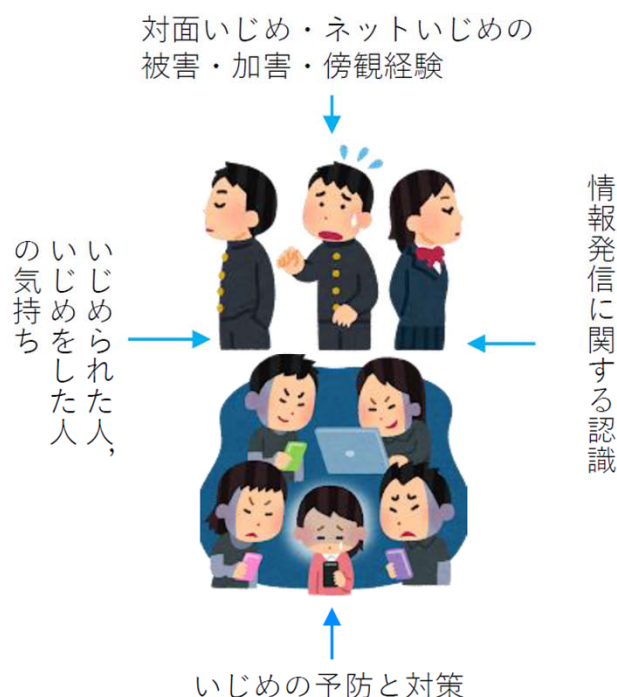 対面いじめ・ネットいじめの
被害・加害・傍観経験
いじめられた人，
いじめをした人
の気持ち
情報発信に関する認識
いじめの予防と対策